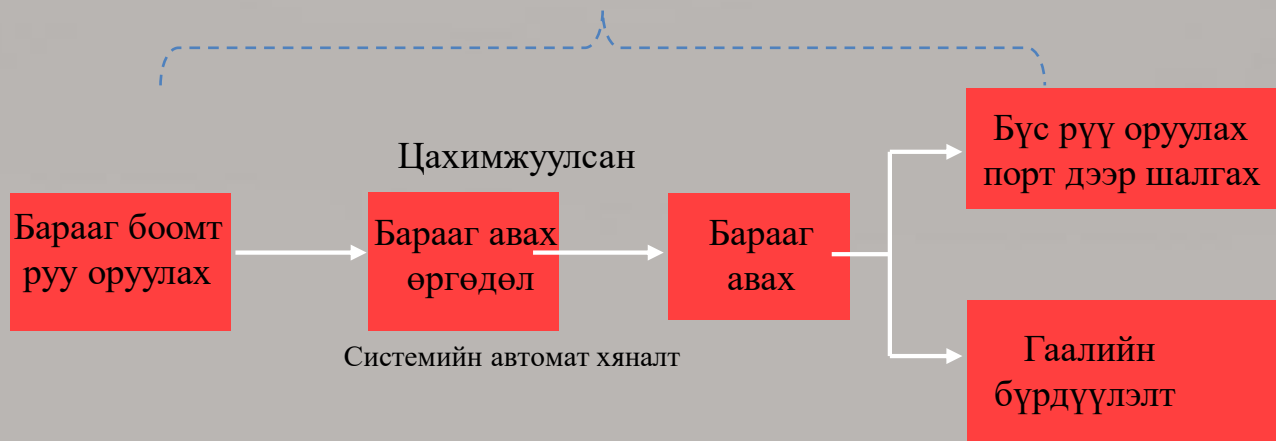 Цахимжуулсан
Барааг боомт
руу оруулах
Барааг авах
өргөдөл
Системийн автомат хяналт
Барааг
авах
Бүс рүү оруулах
порт дээр шалгах
Гаалийн
бүрдүүлэлт